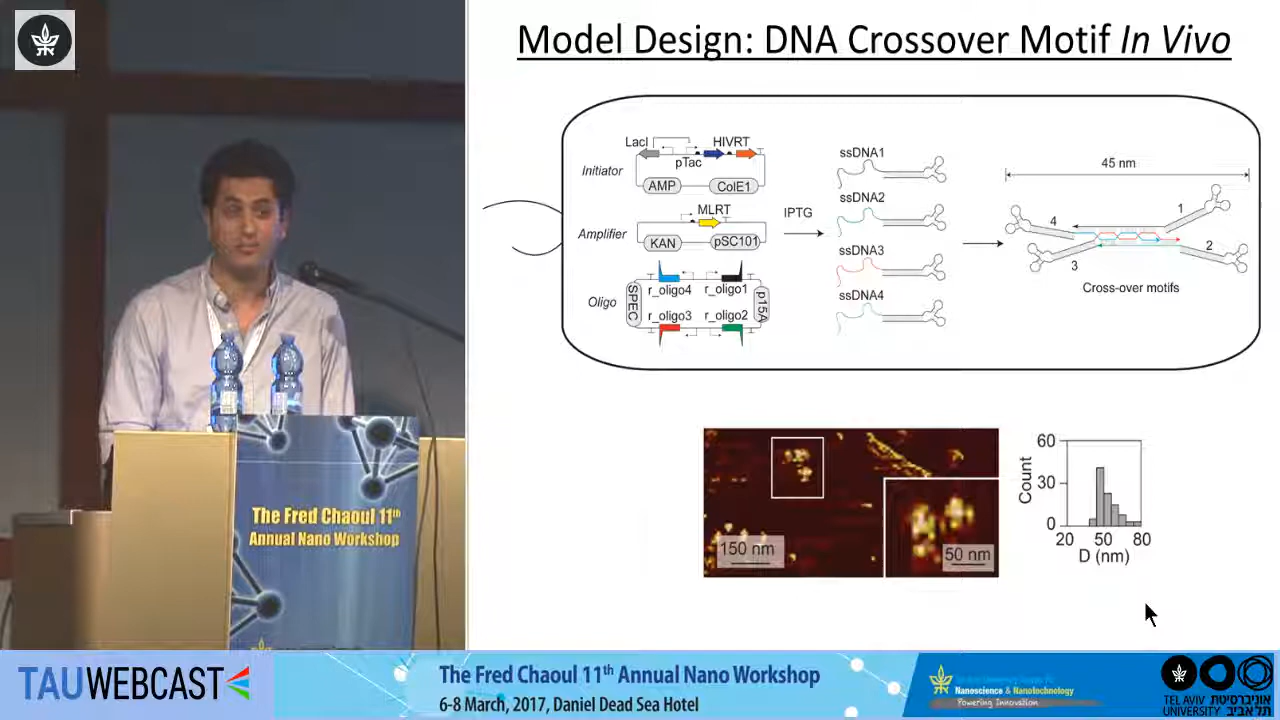 Model Design: DNA Crossover Motif In Vivo
LacI
HIVRT
pTac
Initiator
AMP
ColE1
MLRT
Amplifier
KAN
pSC101
r_oligo4
r_oligo1
Oligo
SPEC
p15A
r_oligo3
r_oligo2
IPTG
ssDNA1
ssDNA2
ssDNA3
ssDNA4
45 nm
1
4
2
3
Cross-over motifs
150 nm
50 nm
Count
60
30
0
20
50
80
D (nm)
The Fred Chaoul 11th
Annual Nano Workshop
TAUWEBCAST
The Fred Chaoul 11th Annual Nano Workshop
6-8 March, 2017, Daniel Dead Sea Hotel
Nanoscience & Nanotechnology
Powering Innovation
TEL AVIV אוניברסיטת
UNIVERSITY תל אביב